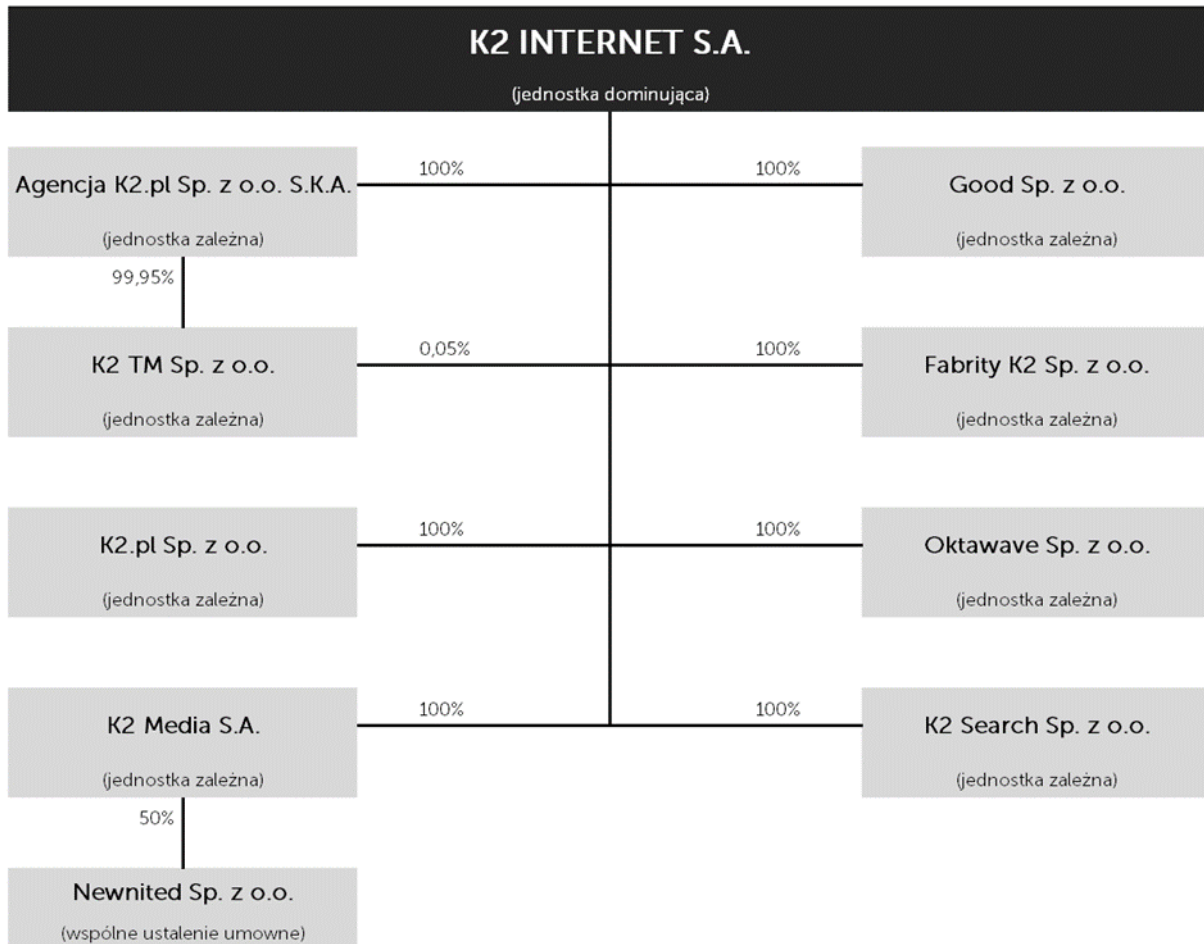 K2 INTERNET S.A.
(jednostka dominująca)
Agencja K2.pl Sp. z o.o. S.K.A.
(jednostka zależna)
100%
100%
Good Sp. z o.o.
(jednostka zależna)
99,95%
K2 TM Sp. z o.o.
(jednostka zależna)
0,05%
100%
Fabrity K2 Sp. z o.o.
(jednostka zależna)
K2.pl Sp. z o.o.
(jednostka zależna)
100%
100%
Oktawave Sp. z o.o.
(jednostka zależna)
K2 Media S.A.
(jednostka zależna)
100%
100%
K2 Search Sp. z o.o.
(jednostka zależna)
50%
Newnited Sp. z o.o.
(wspólne ustalenie umowne)